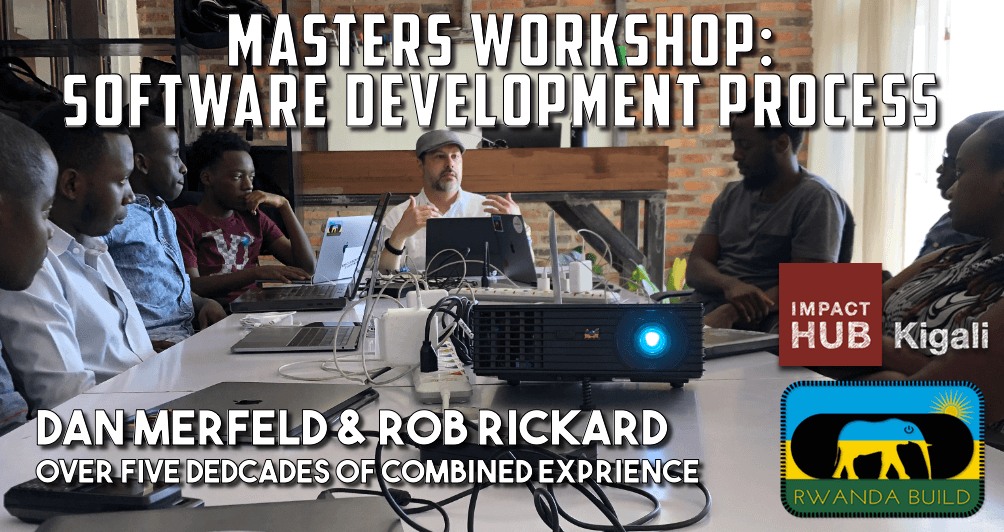 MASTERS WORKSHOP:
SOFTWARE DEVELOPMENT PROCESS
IMPACT
HUB Kigali
DAN MERFELD & ROB RICKARD
OVER FIVE DEDCADES OF COMBINED EXPRIENCE
RWANDA BUILD